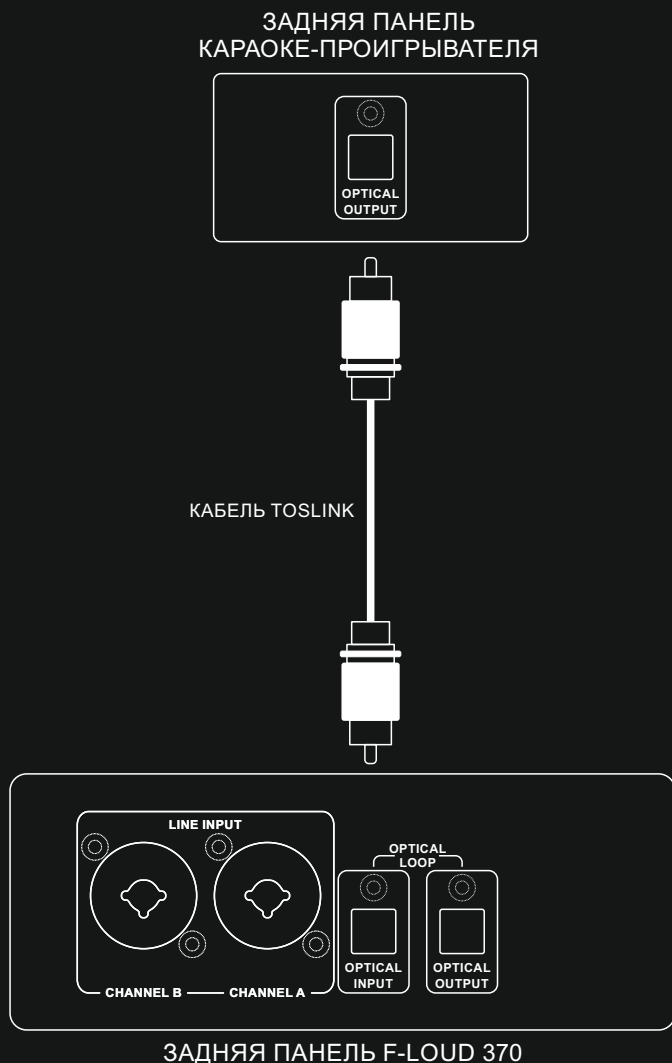 ЗАДНЯЯ ПАНЕЛЬ
КАРАОКЕ-ПРОИГРЫВАТЕЛЯ
OPTICAL
OUTPUT
КАБЕЛЬ TOSLINK
LINE INPUT
OPTICAL
LOOP
OPTICAL
INPUT
OPTICAL
OUTPUT
CHANNEL B
CHANNEL A
ЗАДНЯЯ ПАНЕЛЬ F-LOUD 370